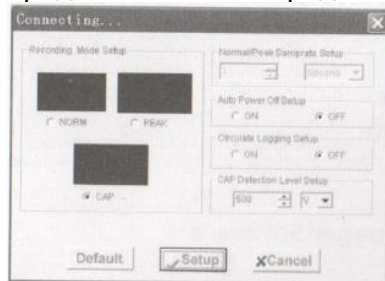 Connecting...
Recording Mode Setup
NORM
PEAK
CAP
Normal/Peak Samprate Setup
1
Second
Auto Power Off Setup
ON
OFF
Circulate Logging Setup
ON
OFF
CAP Detection Level Setup
500
V
Default
Setup
Cancel